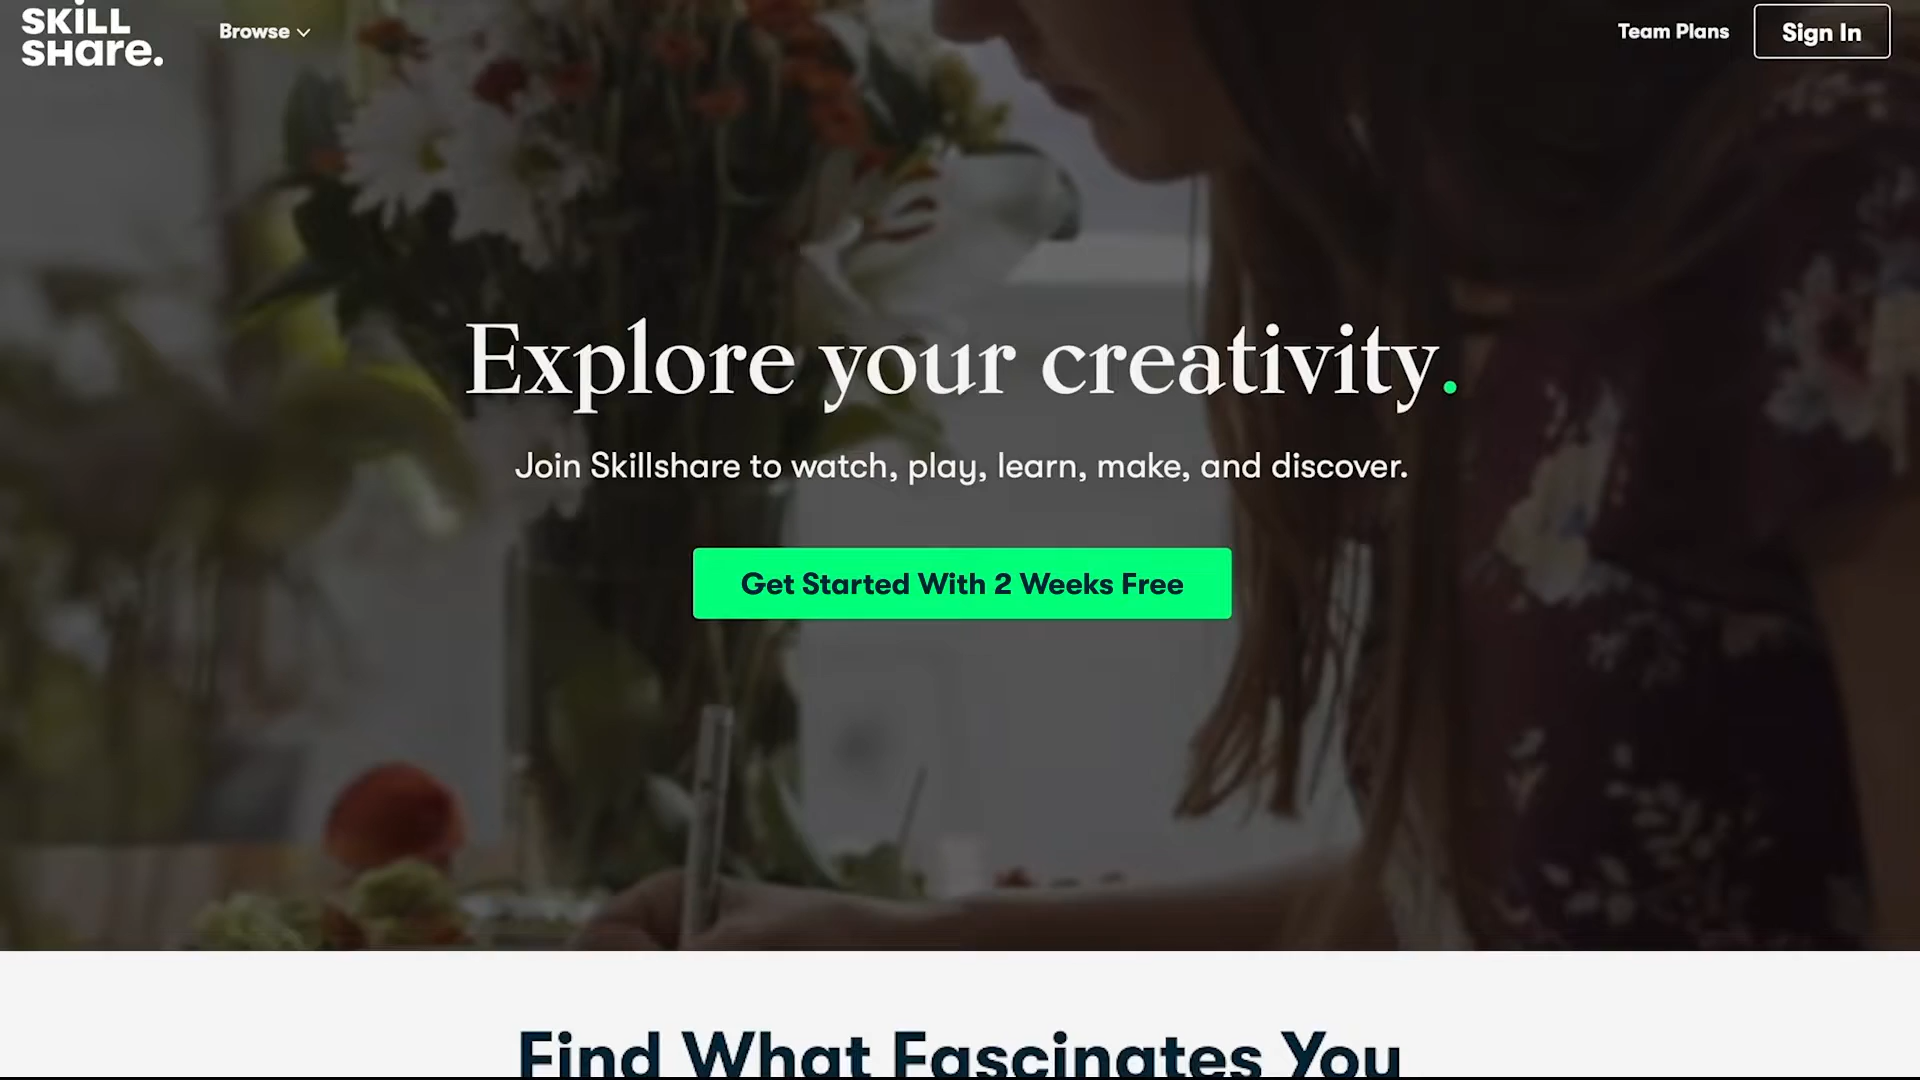 SKILL
SHare.
Browse
Team Plans
Sign In
Explore your creativity.
Join Skillshare to watch, play, learn, make, and discover.
Get Started With 2 Weeks Free
Find What Fascinates You